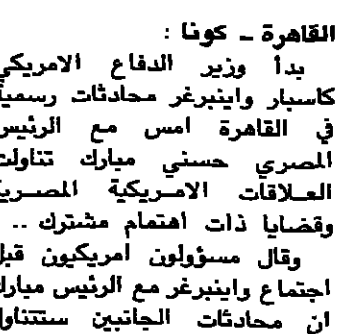 القاهرة ـ كونا :
بدأ وزير الدفاع الامريكي
كاسبار واينبرغر محادثات رسمية
في القاهرة امس مع الرئيس
المصري حسني مبارك تناولت
العلاقات الامريكية المصرية
وقضايا ذات اهتمام مشترك ..
وقال مسؤولون امريكيون قبل
اجتماع واينبرغر مع الرئيس مبارك
ان محادثات الجانبين ستتناول